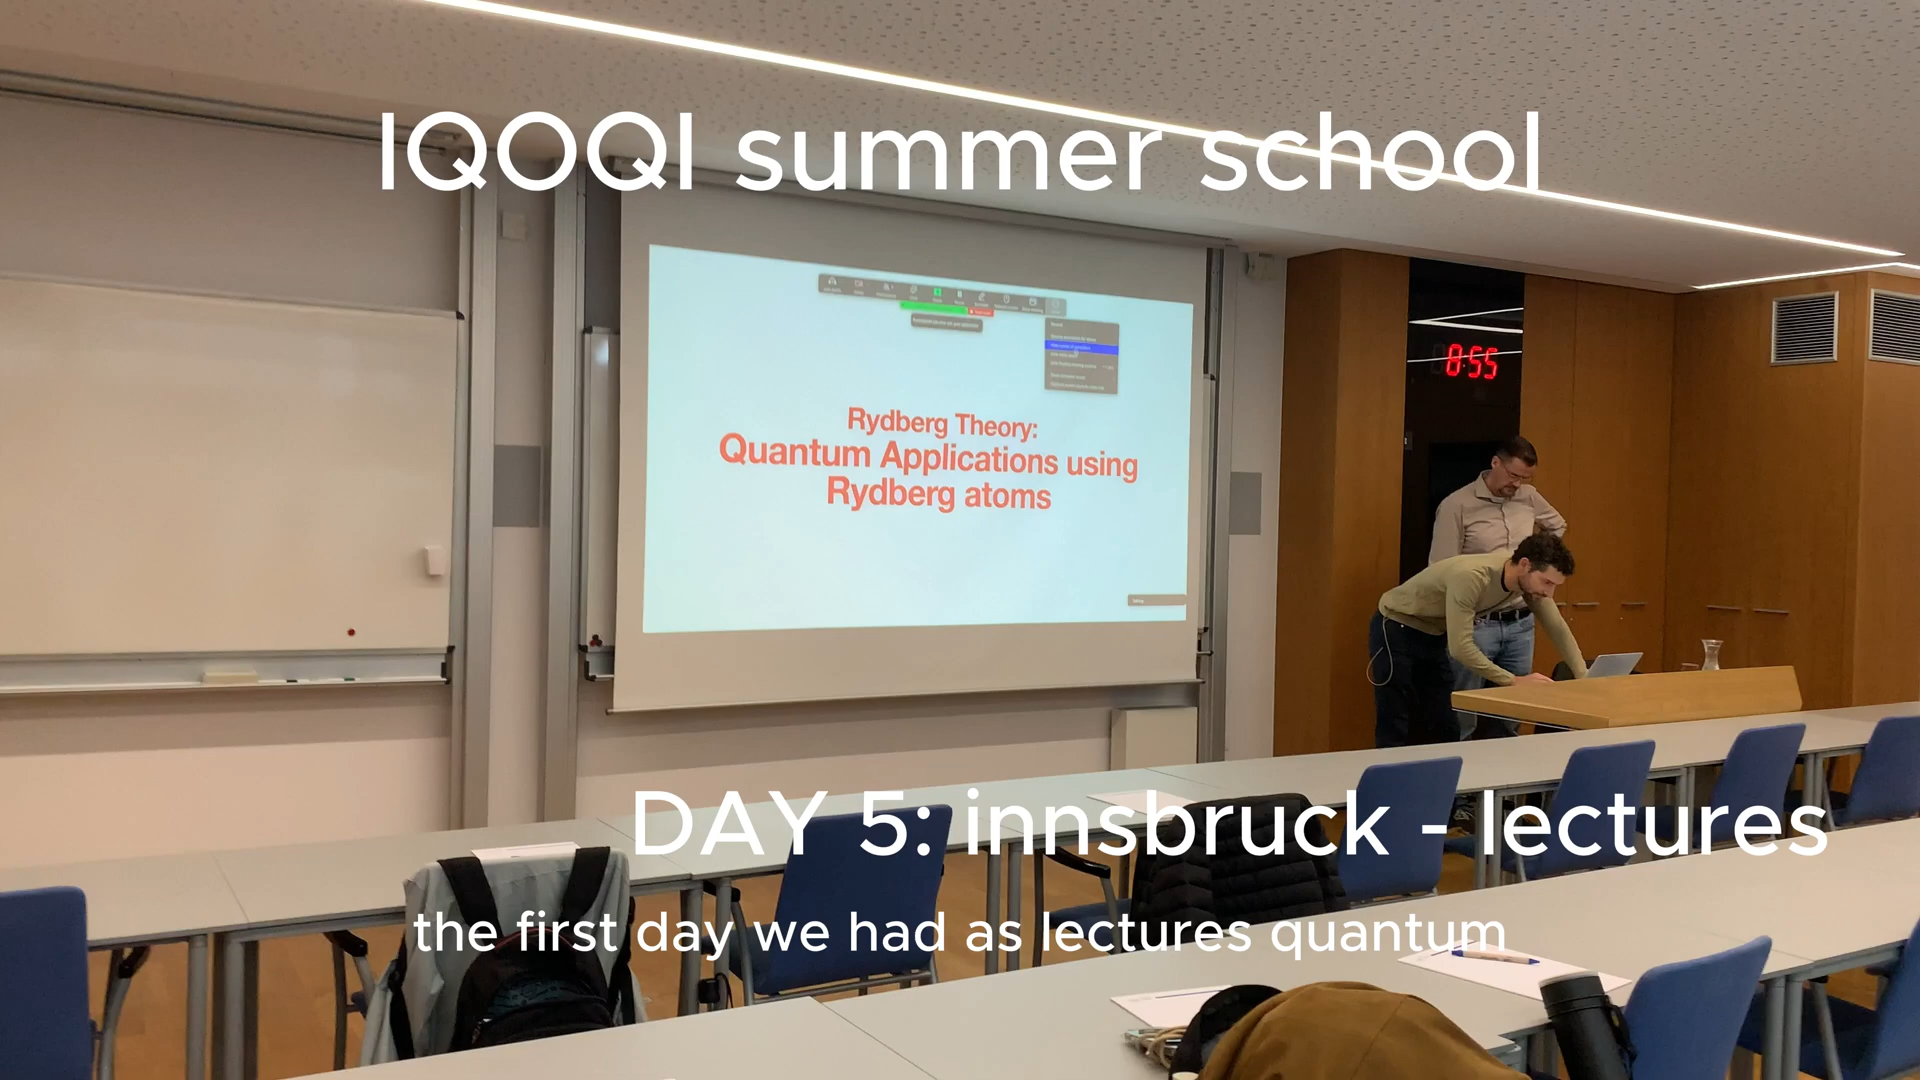 IQOQI summer school
8:55
Rydberg Theory:
Quantum Applications using
Rydberg atoms
DAY 5: innsbruck - lectures
the first day we had as lectures quantum